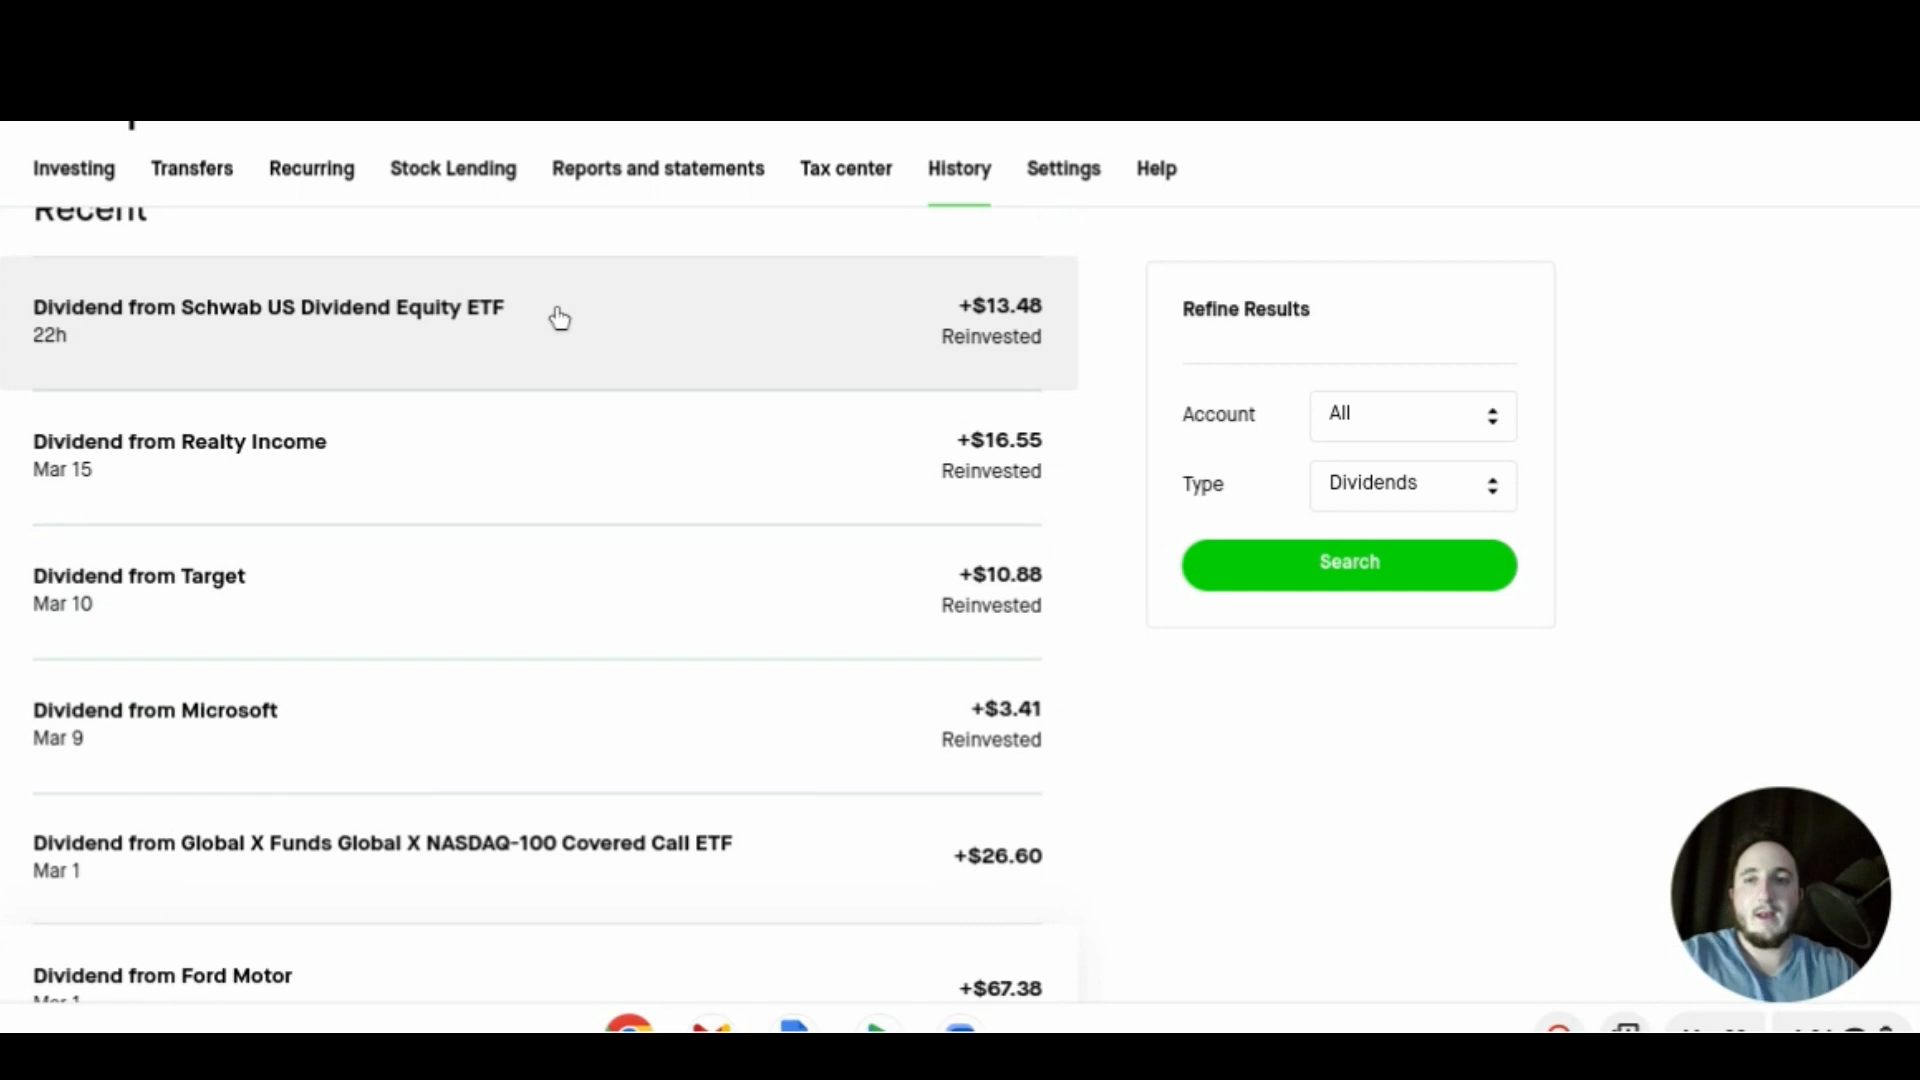 Investing Transfers Recurring Stock Lending Reports and statements Tax center History Settings Help
Recent
Dividend from Schwab US Dividend Equity ETF
22h
+$13.48
Reinvested
Dividend from Realty Income
Mar 15
+$16.55
Reinvested
Dividend from Target
Mar 10
+$10.88
Reinvested
Dividend from Microsoft
Mar 9
+$3.41
Reinvested
Dividend from Global X Funds Global X NASDAQ-100 Covered Call ETF
Mar 1
+$26.60
Dividend from Ford Motor
Mar 1
+$67.38
Refine Results
Account All
Type Dividends
Search